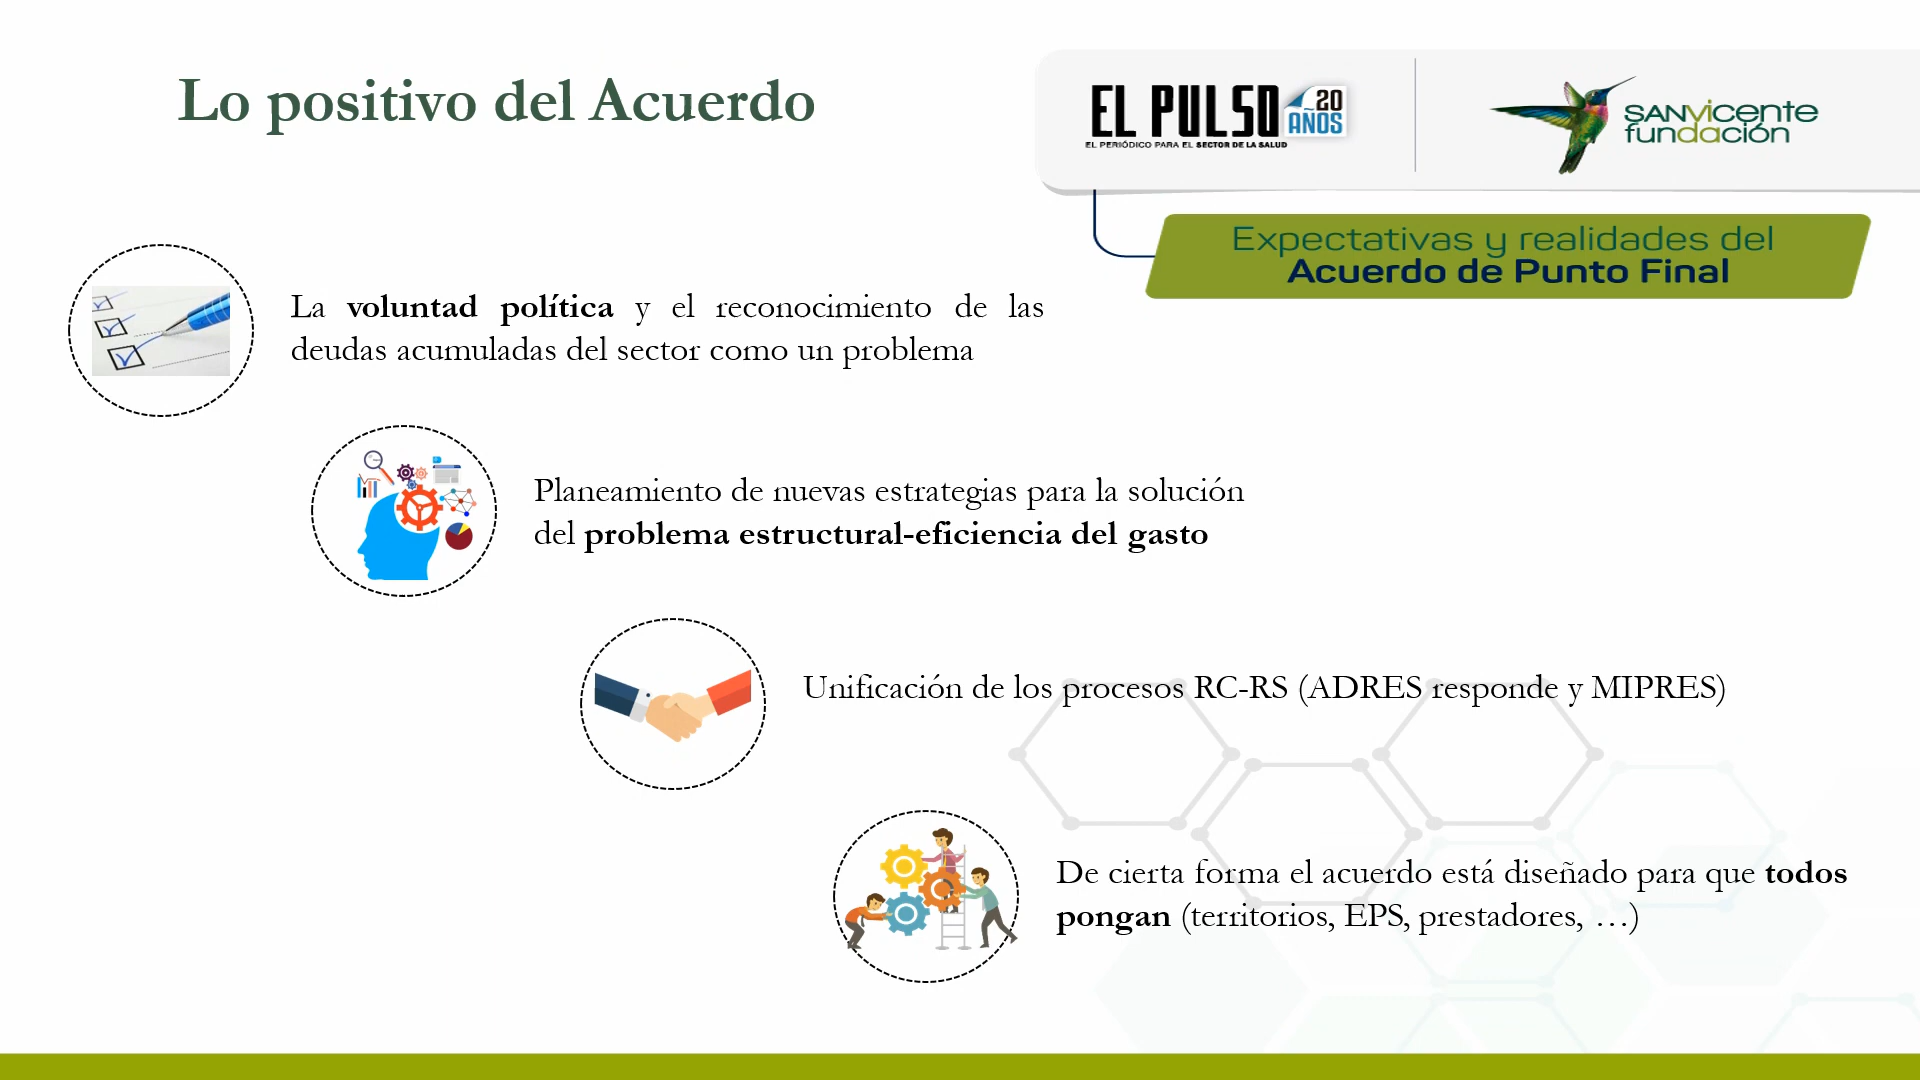 Lo positivo del Acuerdo
EL PULSO 20 AÑOS
EL PERIÓDICO PARA EL SECTOR DE LA SALUD
SANVICENTE
fundación
Expectativas y realidades del
Acuerdo de Punto Final
La voluntad política y el reconocimiento de las
deudas acumuladas del sector como un problema
Planeamiento de nuevas estrategias para la solución
del problema estructural-eficiencia del gasto
Unificación de los procesos RC-RS (ADRES responde y MIPRES)
De cierta forma el acuerdo está diseñado para que todos
pongan (territorios, EPS, prestadores, …)